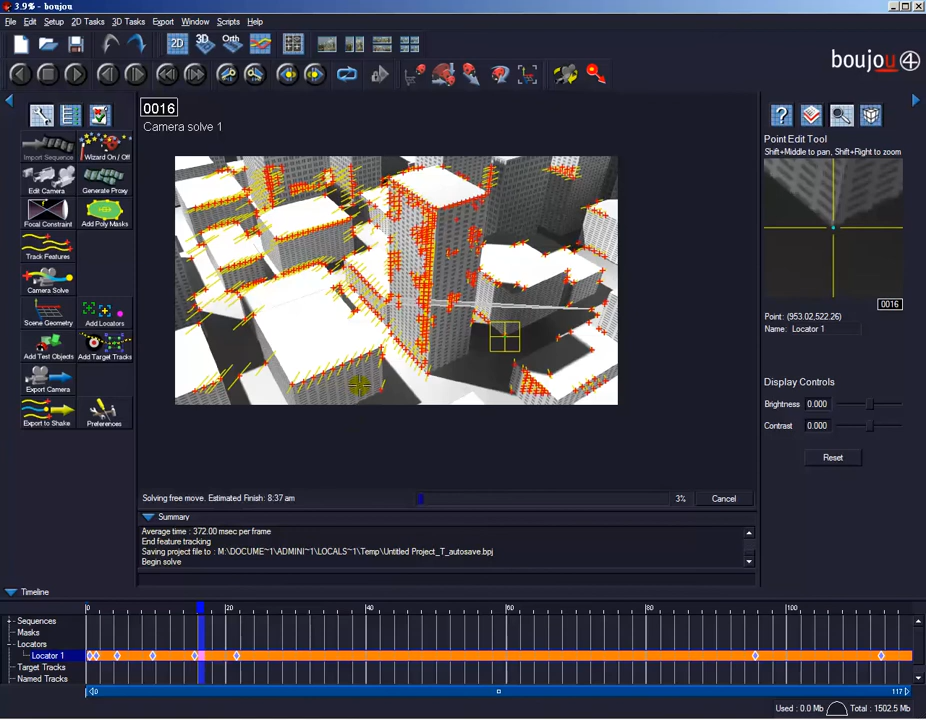 3.9% - boujou
File Edit Setup 2D Tasks 3D Tasks Export Window Scripts Help
2D 3D Orth
boujou 4
0016
Camera solve 1
Import Sequence Wizard On / Off
Edit Camera Generate Proxy
Focal Constraint Add Poly Masks
Track Features
Camera Solve
Scene Geometry Add Locators
Add Test Objects Add Target Tracks
Export Camera
Export to Shake Preferences
Point Edit Tool
Shift+Middle to pan, Shift+Right to zoom
0016
Point: (953.02,522.26)
Name: Locator 1
Display Controls
Brightness 0.000
Contrast 0.000
Reset
Solving free move. Estimated Finish: 8:37 am 3% Cancel
Summary
Average time : 372.00 msec per frame
End feature tracking
Saving project file to : M:\DOCUME~1\ADMINI~1\LOCALS~1\Temp\Untitled Project_T_autosave.bpj
Begin solve
Timeline
0 20 40 60 80 100
Sequences
Masks
Locators
Locator 1
Target Tracks
Named Tracks
0 117
Used : 0.0 Mb Total : 1502.5 Mb